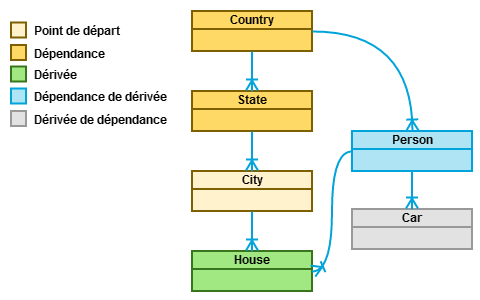 Point de départ
Dépendance
Dérivée
Dépendance de dérivée
Dérivée de dépendance
Country
State
City
House
Person
Car